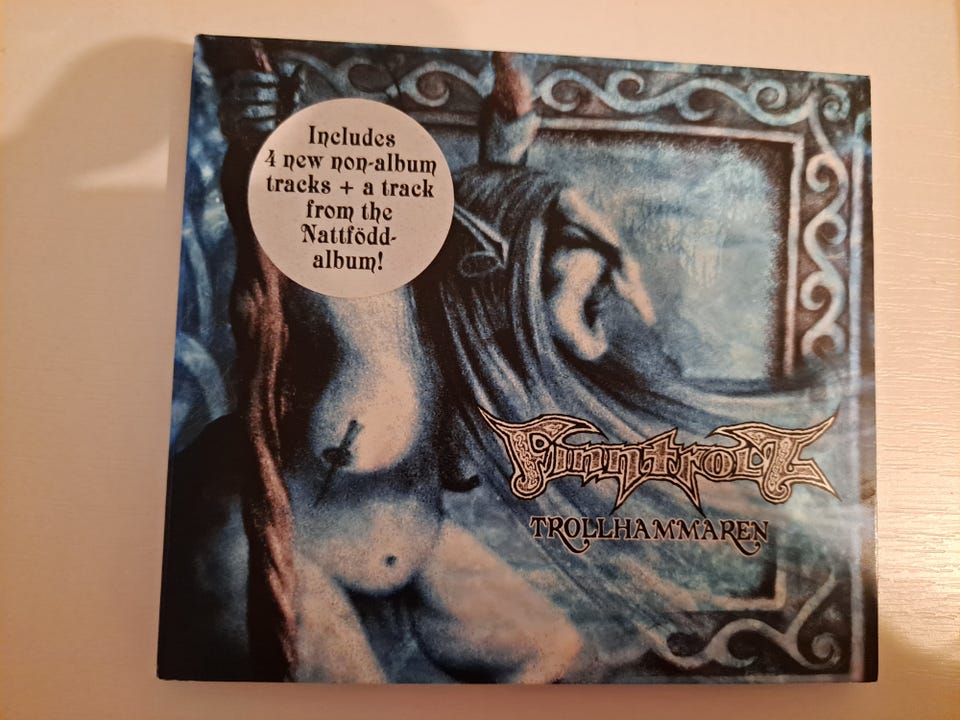 Includes
4 new non-album
tracks + a track
from the
Nattfödd-
album!
Finntroll
TROLLHAMMAREN